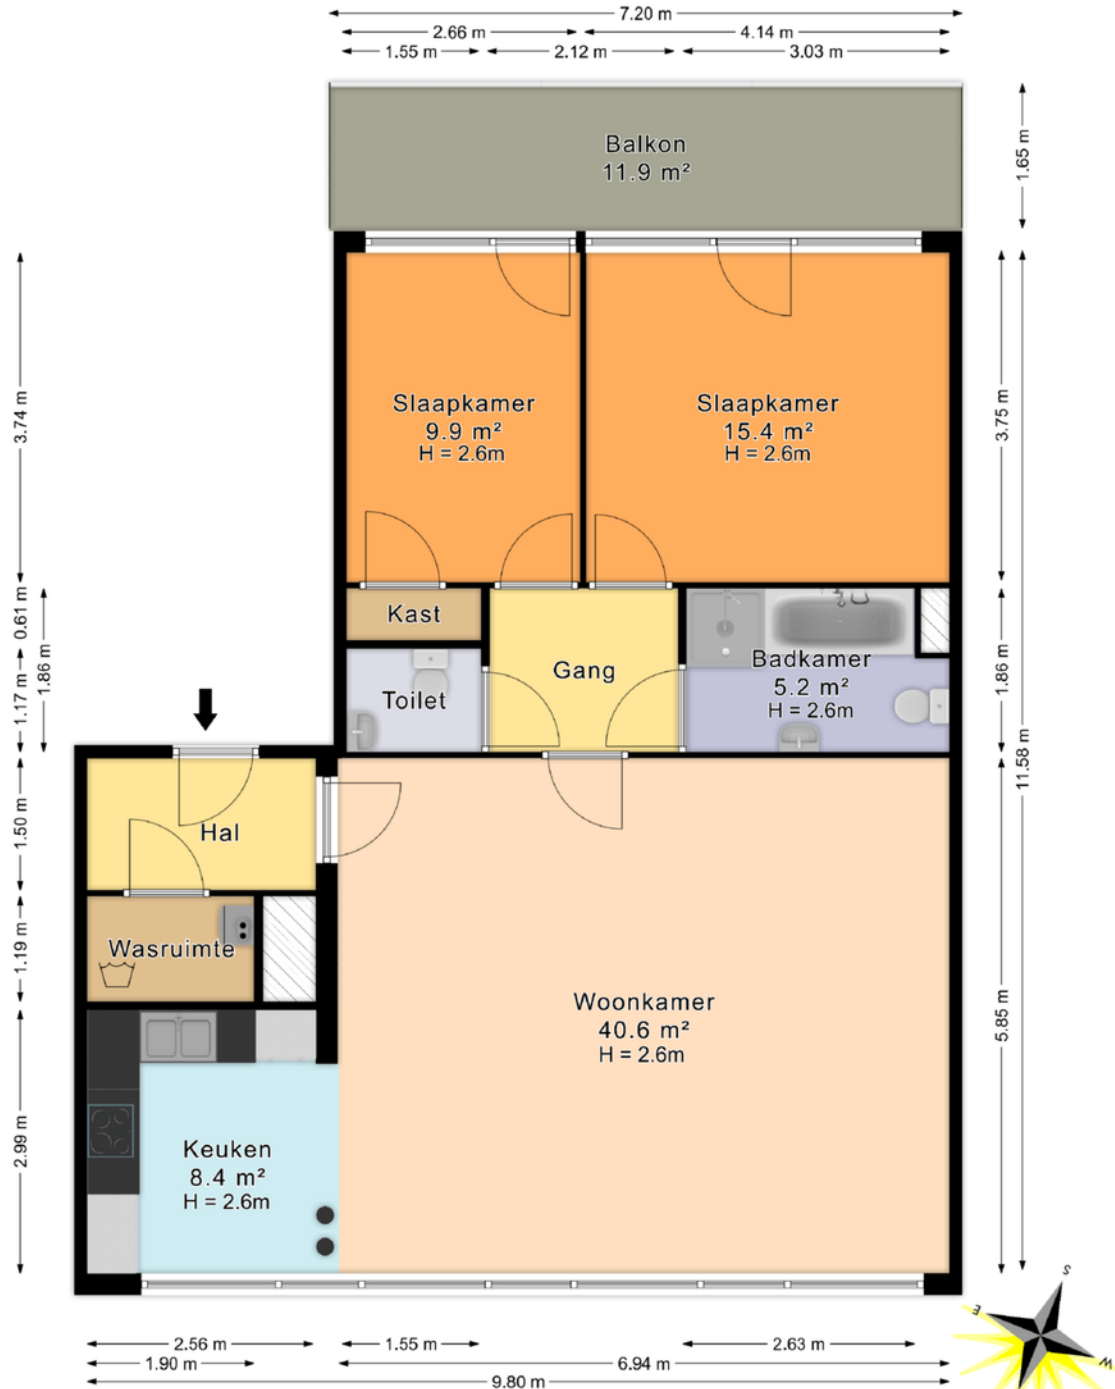 7.20 m
2.66 m
4.14 m
1.55 m
2.12 m
3.03 m
Balkon
11.9 m²
1.65 m
3.74 m
Slaapkamer
9.9 m²
H = 2.6m
Slaapkamer
15.4 m²
H = 2.6m
3.75 m
0.61 m
1.17 m
1.86 m
Kast
Toilet
Gang
Badkamer
5.2 m²
H = 2.6m
1.86 m
11.58 m
1.50 m
Hal
1.19 m
Wasruimte
Woonkamer
40.6 m²
H = 2.6m
5.85 m
2.99 m
Keuken
8.4 m²
H = 2.6m
S
E
W
2.56 m
1.55 m
2.63 m
1.90 m
6.94 m
9.80 m